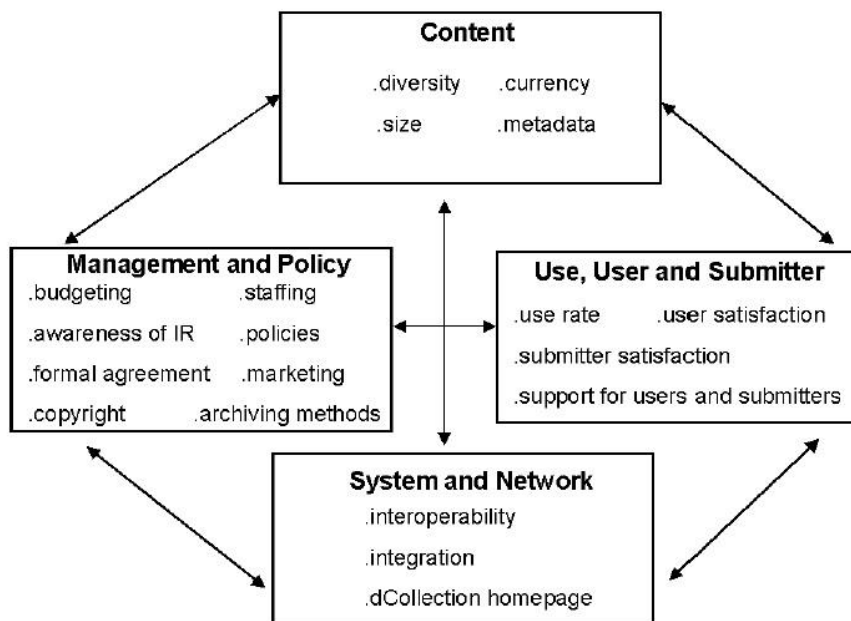 Content
.diversity .currency
.size .metadata
Management and Policy
.budgeting .staffing
.awareness of IR .policies
.formal agreement .marketing
.copyright .archiving methods
Use, User and Submitter
.use rate .user satisfaction
.submitter satisfaction
.support for users and submitters
System and Network
.interoperability
.integration
.dCollection homepage